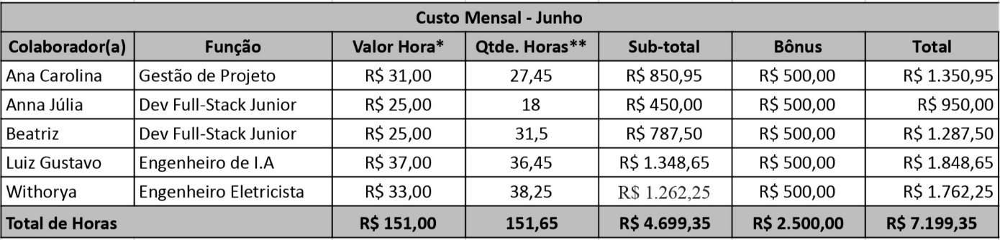 Custo Mensal - Junho
Colaborador(a) Função Valor Hora* Qtde. Horas** Sub-total Bônus Total
Ana Carolina Gestão de Projeto R$ 31,00 27,45 R$ 850,95 R$ 500,00 R$ 1.350,95
Anna Júlia Dev Full-Stack Junior R$ 25,00 18 R$ 450,00 R$ 500,00 R$ 950,00
Beatriz Dev Full-Stack Junior R$ 25,00 31,5 R$ 787,50 R$ 500,00 R$ 1.287,50
Luiz Gustavo Engenheiro de I.A R$ 37,00 36,45 R$ 1.348,65 R$ 500,00 R$ 1.848,65
Withorya Engenheiro Eletricista R$ 33,00 38,25 R$ 1.262,25 R$ 500,00 R$ 1.762,25
Total de Horas R$ 151,00 151,65 R$ 4.699,35 R$ 2.500,00 R$ 7.199,35